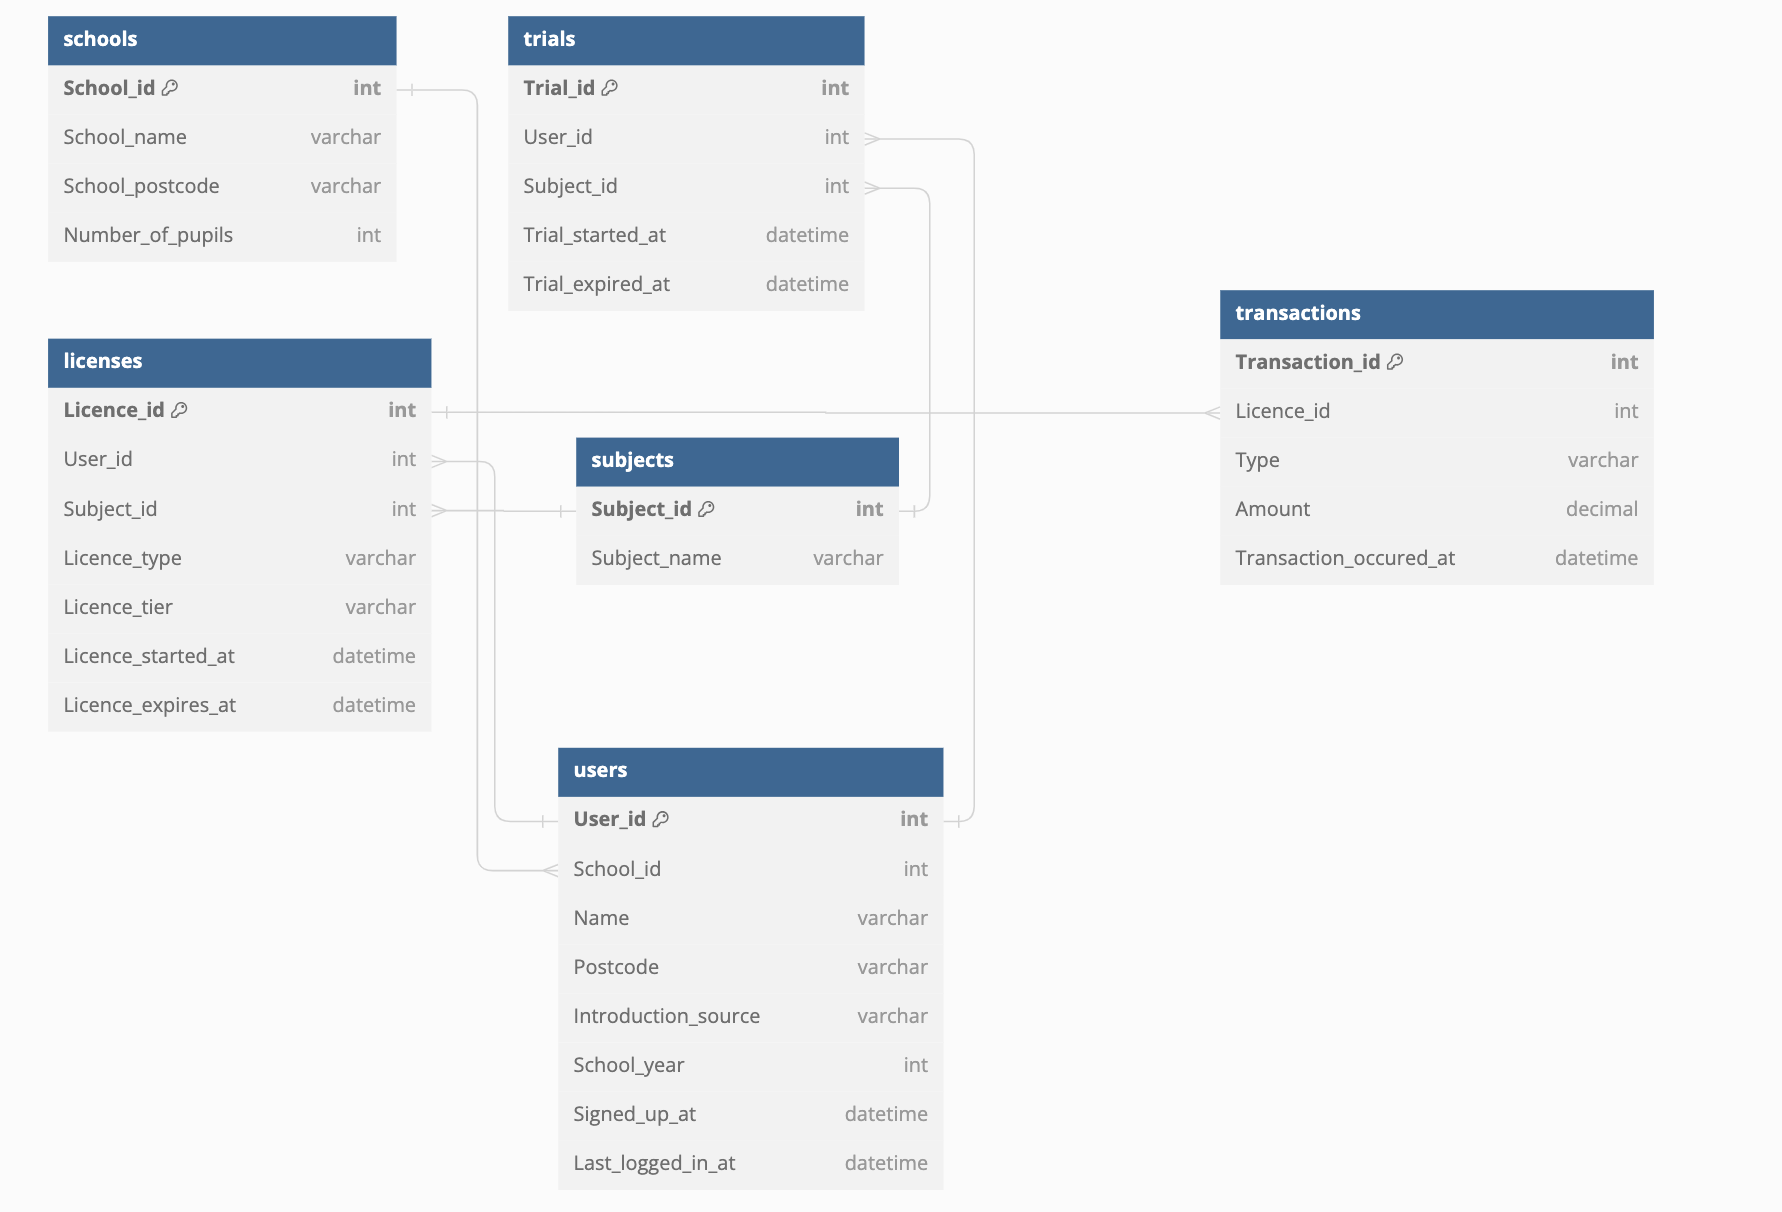 schools
School_id int
School_name varchar
School_postcode varchar
Number_of_pupils int
trials
Trial_id int
User_id int
Subject_id int
Trial_started_at datetime
Trial_expired_at datetime
transactions
Transaction_id int
Licence_id int
Type varchar
Amount decimal
Transaction_occured_at datetime
licenses
Licence_id int
User_id int
Subject_id int
Licence_type varchar
Licence_tier varchar
Licence_started_at datetime
Licence_expires_at datetime
subjects
Subject_id int
Subject_name varchar
users
User_id int
School_id int
Name varchar
Postcode varchar
Introduction_source varchar
School_year int
Signed_up_at datetime
Last_logged_in_at datetime